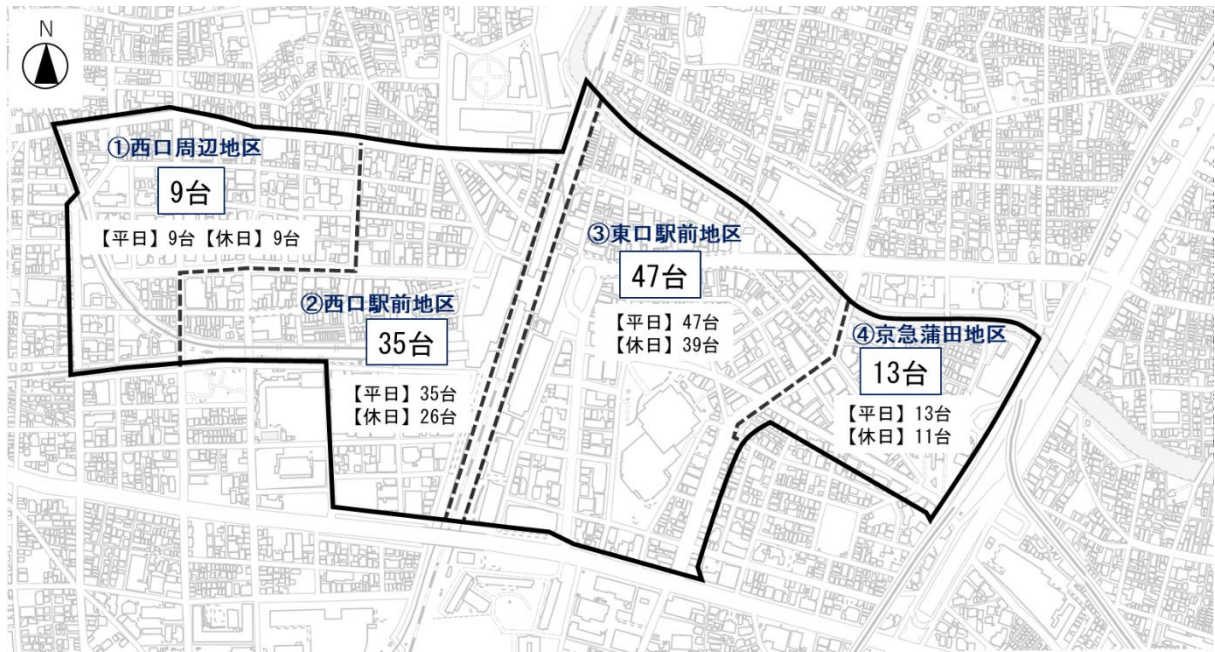 N
①西口周辺地区
9台
【平日】9台【休日】9台
②西口駅前地区
35台
【平日】35台
【休日】26台
③東口駅前地区
47台
【平日】47台
【休日】39台
④京急蒲田地区
13台
【平日】13台
【休日】11台